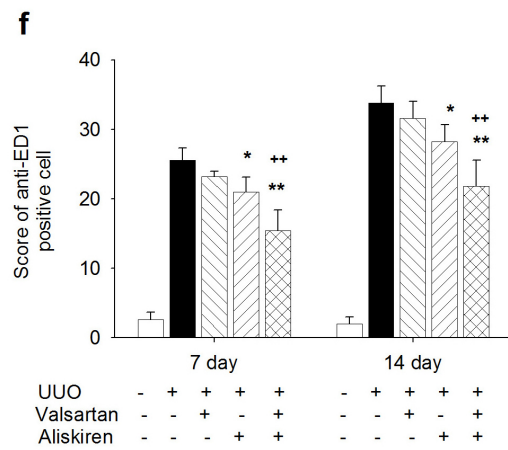 f
Score of anti-ED1
positive cell
40
30
20
10
0
* ++
**
* ++
**
7 day 14 day
UUO - + + + + - + + + +
Valsartan - - + - + - - + - +
Aliskiren - - - + + - - - + +